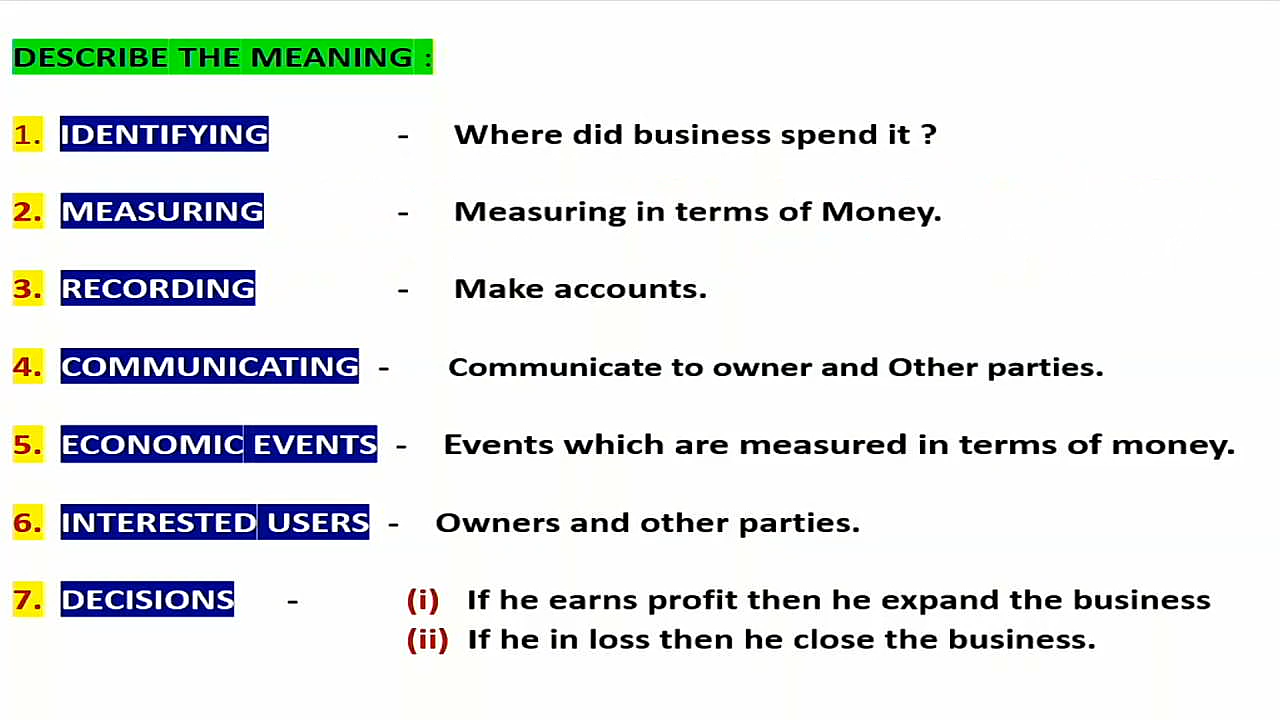 DESCRIBE THE MEANING :
1. IDENTIFYING - Where did business spend it ?
2. MEASURING - Measuring in terms of Money.
3. RECORDING - Make accounts.
4. COMMUNICATING - Communicate to owner and Other parties.
5. ECONOMIC EVENTS - Events which are measured in terms of money.
6. INTERESTED USERS - Owners and other parties.
7. DECISIONS - (i) If he earns profit then he expand the business
(ii) If he in loss then he close the business.